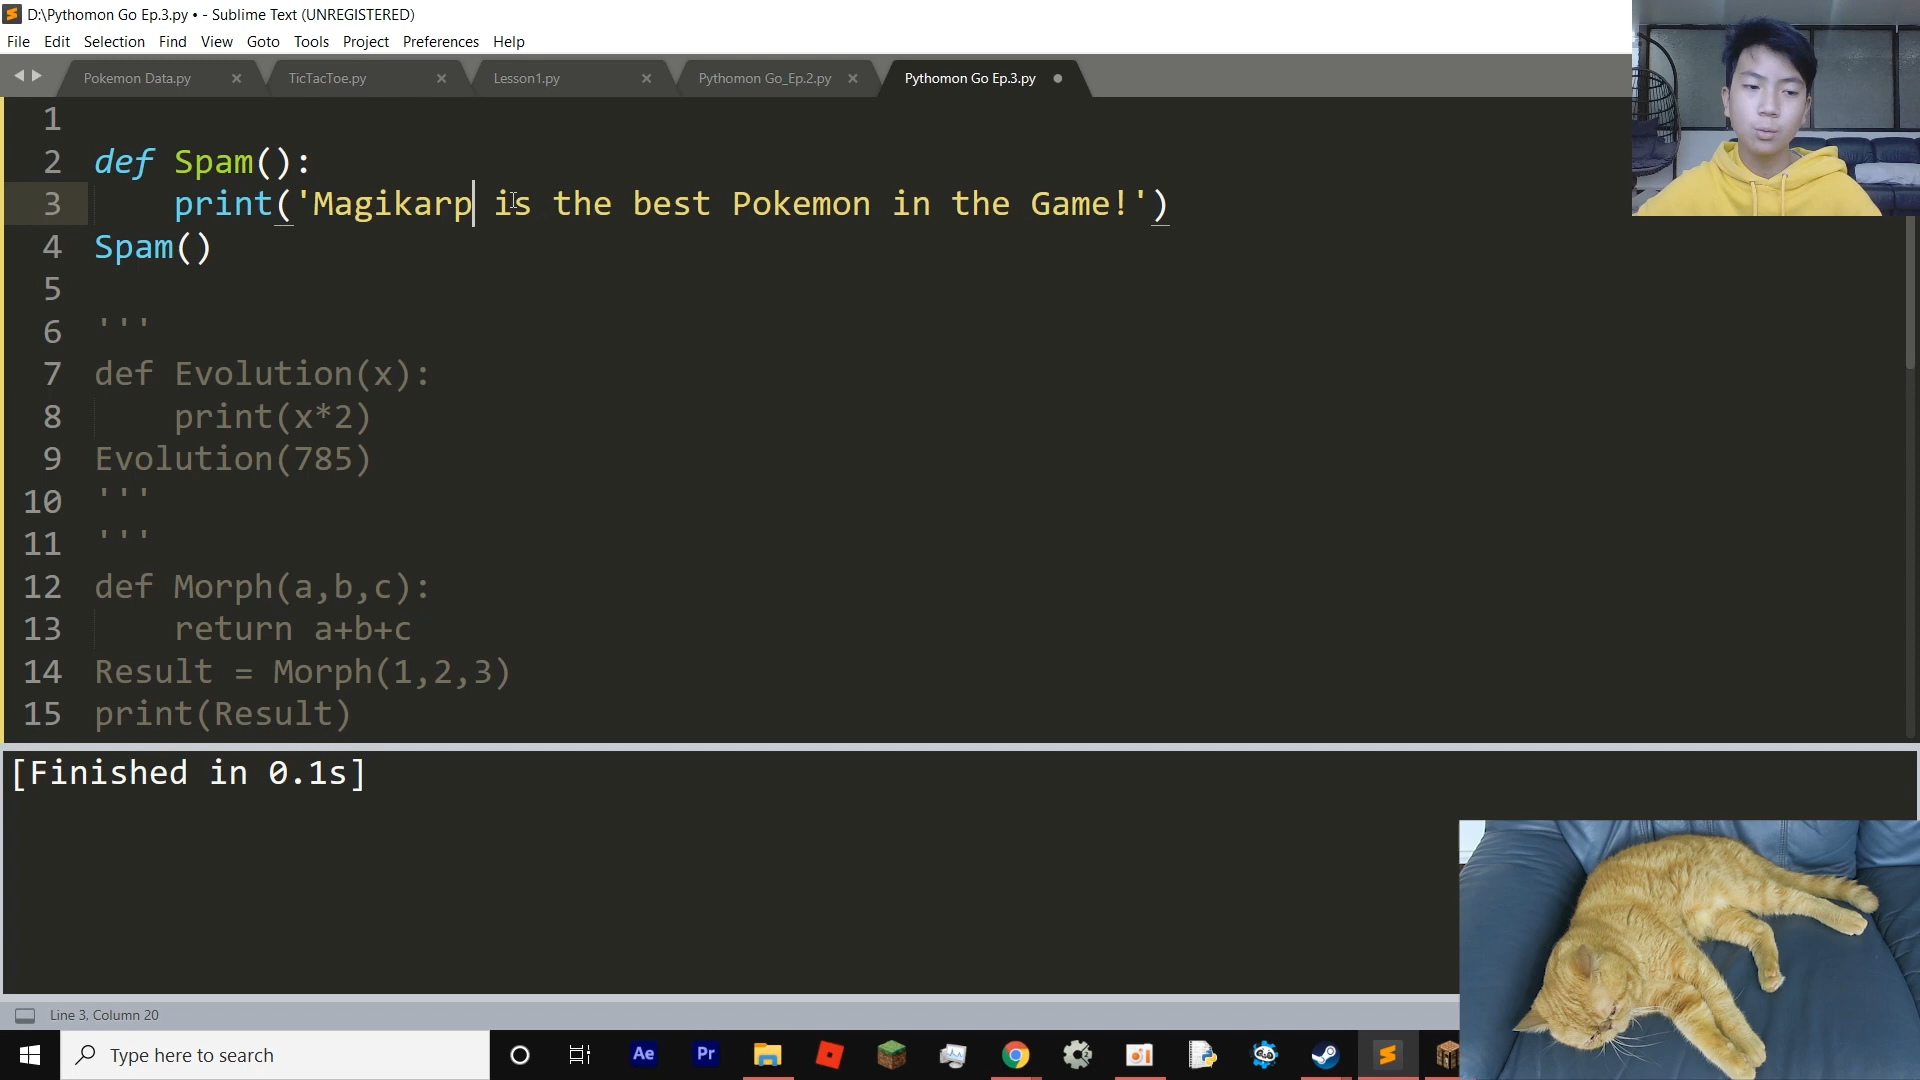 D:\Pythomon Go Ep.3.py • - Sublime Text (UNREGISTERED)
File Edit Selection Find View Goto Tools Project Preferences Help
Pokemon Data.py TicTacToe.py Lesson1.py Pythomon Go_Ep.2.py Pythomon Go Ep.3.py
1
2 def Spam():
3 print('Magikarp is the best Pokemon in the Game!')
4 Spam()
5
6 '''
7 def Evolution(x):
8 print(x*2)
9 Evolution(785)
10 '''
11 '''
12 def Morph(a,b,c):
13 return a+b+c
14 Result = Morph(1,2,3)
15 print(Result)
[Finished in 0.1s]
Line 3, Column 20
Type here to search
Ae Pr